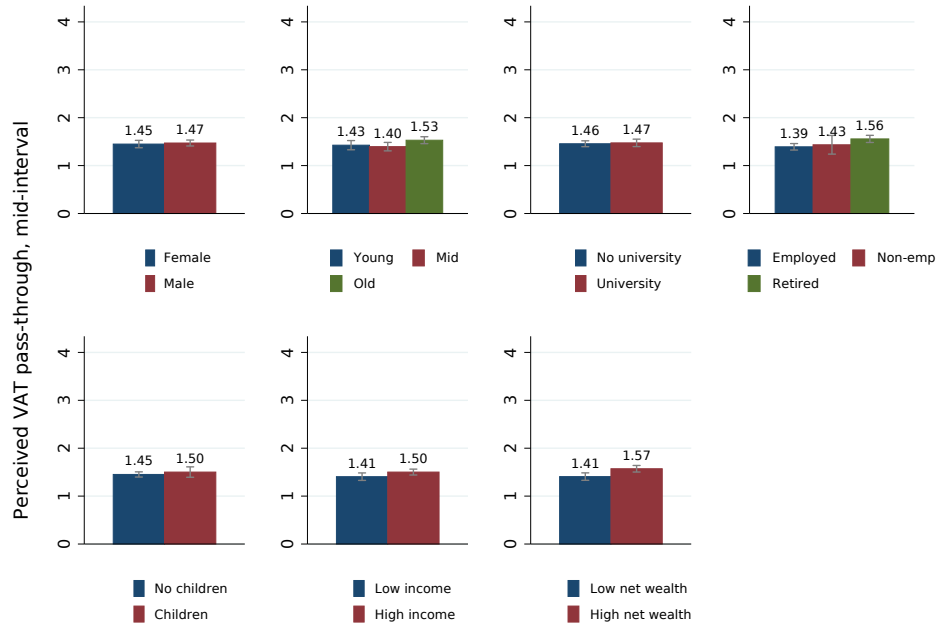 Perceived VAT pass-through, mid-interval
4
3
2
1
0
1.45 1.47
Female
Male
4
3
2
1
0
1.43 1.40 1.53
Young Mid
Old
4
3
2
1
0
1.46 1.47
No university
University
4
3
2
1
0
1.39 1.43 1.56
Employed Non-emp
Retired
4
3
2
1
0
1.45 1.50
No children
Children
4
3
2
1
0
1.41 1.50
Low income
High income
4
3
2
1
0
1.41 1.57
Low net wealth
High net wealth